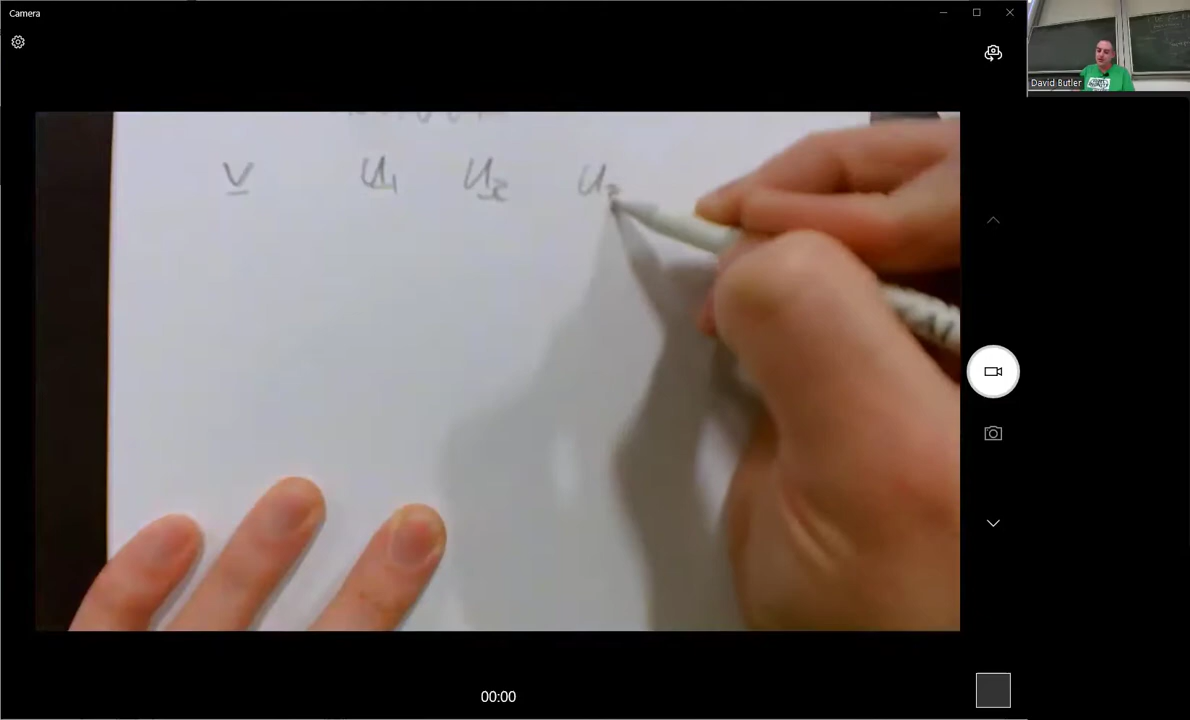 Camera
David Butler
v u₁ u₂ u₃
00:00